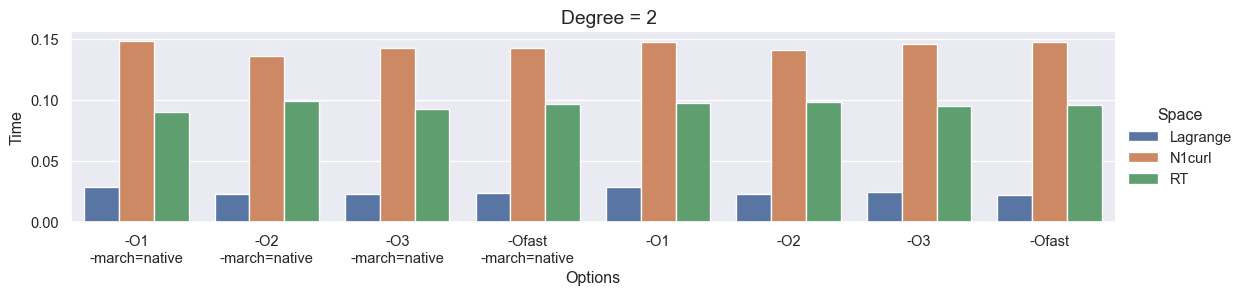 Degree = 2
Time
0.15
0.10
0.05
0.00
-O1
-march=native
-O2
-march=native
-O3
-march=native
-Ofast
-march=native
-O1
-O2
-O3
-Ofast
Options
Space
Lagrange
N1curl
RT